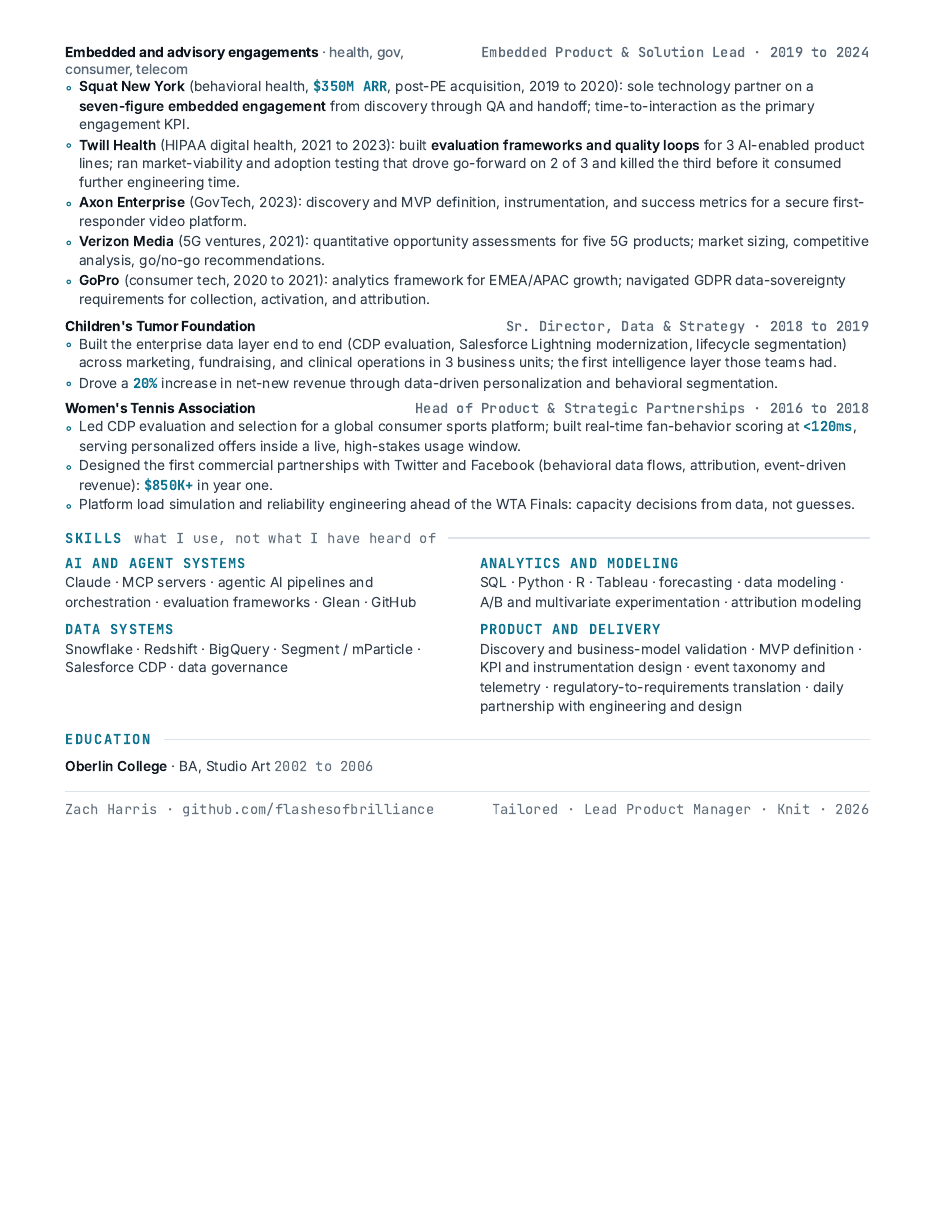 Embedded and advisory engagements · health, gov, consumer, telecom
Embedded Product & Solution Lead · 2019 to 2024
Squat New York (behavioral health, $350M ARR, post-PE acquisition, 2019 to 2020): sole technology partner on a
seven-figure embedded engagement from discovery through QA and handoff; time-to-interaction as the primary
engagement KPI.
Twill Health (HIPAA digital health, 2021 to 2023): built evaluation frameworks and quality loops for 3 AI-enabled product
lines; ran market-viability and adoption testing that drove go-forward on 2 of 3 and killed the third before it consumed
further engineering time.
Axon Enterprise (GovTech, 2023): discovery and MVP definition, instrumentation, and success metrics for a secure first-
responder video platform.
Verizon Media (5G ventures, 2021): quantitative opportunity assessments for five 5G products; market sizing, competitive
analysis, go/no-go recommendations.
GoPro (consumer tech, 2020 to 2021): analytics framework for EMEA/APAC growth; navigated GDPR data-sovereignty
requirements for collection, activation, and attribution.
Children's Tumor Foundation
Sr. Director, Data & Strategy · 2018 to 2019
Built the enterprise data layer end to end (CDP evaluation, Salesforce Lightning modernization, lifecycle segmentation)
across marketing, fundraising, and clinical operations in 3 business units; the first intelligence layer those teams had.
Drove a 20% increase in net-new revenue through data-driven personalization and behavioral segmentation.
Women's Tennis Association
Head of Product & Strategic Partnerships · 2016 to 2018
Led CDP evaluation and selection for a global consumer sports platform; built real-time fan-behavior scoring at <120ms,
serving personalized offers inside a live, high-stakes usage window.
Designed the first commercial partnerships with Twitter and Facebook (behavioral data flows, attribution, event-driven
revenue): $850K+ in year one.
Platform load simulation and reliability engineering ahead of the WTA Finals: capacity decisions from data, not guesses.
SKILLS what I use, not what I have heard of
AI AND AGENT SYSTEMS
Claude · MCP servers · agentic AI pipelines and
orchestration · evaluation frameworks · Glean · GitHub
ANALYTICS AND MODELING
SQL · Python · R · Tableau · forecasting · data modeling ·
A/B and multivariate experimentation · attribution modeling
DATA SYSTEMS
Snowflake · Redshift · BigQuery · Segment / mParticle ·
Salesforce CDP · data governance
PRODUCT AND DELIVERY
Discovery and business-model validation · MVP definition ·
KPI and instrumentation design · event taxonomy and
telemetry · regulatory-to-requirements translation · daily
partnership with engineering and design
EDUCATION
Oberlin College · BA, Studio Art 2002 to 2006
Zach Harris · github.com/flashesofbrilliance
Tailored · Lead Product Manager · Knit · 2026